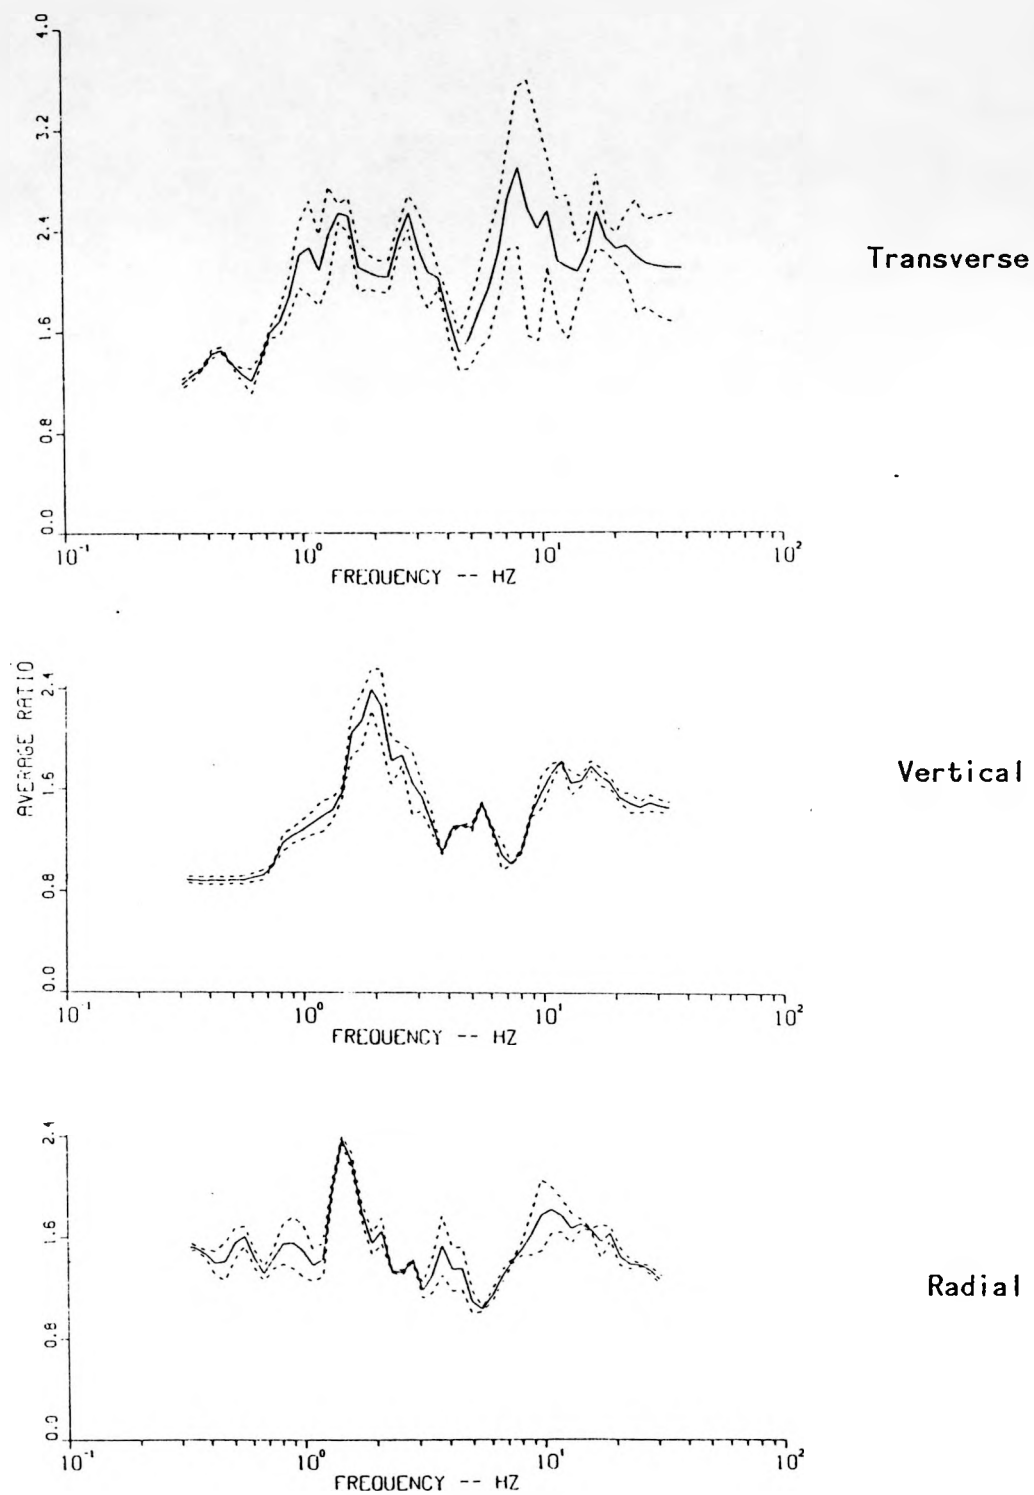 4.0
3.2
2.4
1.6
0.8
0.0
Transverse
10⁻¹ 10⁰ 10¹ 10²
FREQUENCY -- HZ
AVERAGE RATIO
2.4
1.6
0.8
0.0
Vertical
10⁻¹ 10⁰ 10¹ 10²
FREQUENCY -- HZ
2.4
1.6
0.8
0.0
Radial
10⁻¹ 10⁰ 10¹ 10²
FREQUENCY -- HZ